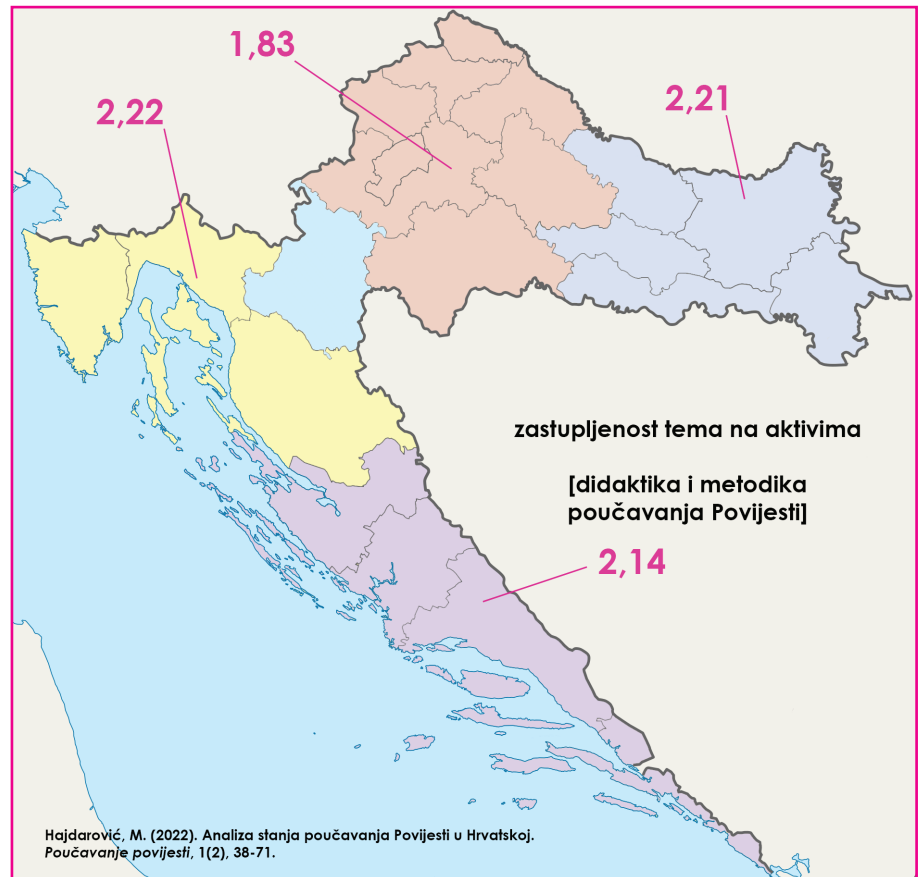 1,83
2,22
2,21
zastupljenost tema na aktivima
[didaktika i metodika
poučavanja Povijesti]
2,14
Hajdarović, M. (2022). Analiza stanja poučavanja Povijesti u Hrvatskoj.
Poučavanje povijesti, 1(2), 38-71.